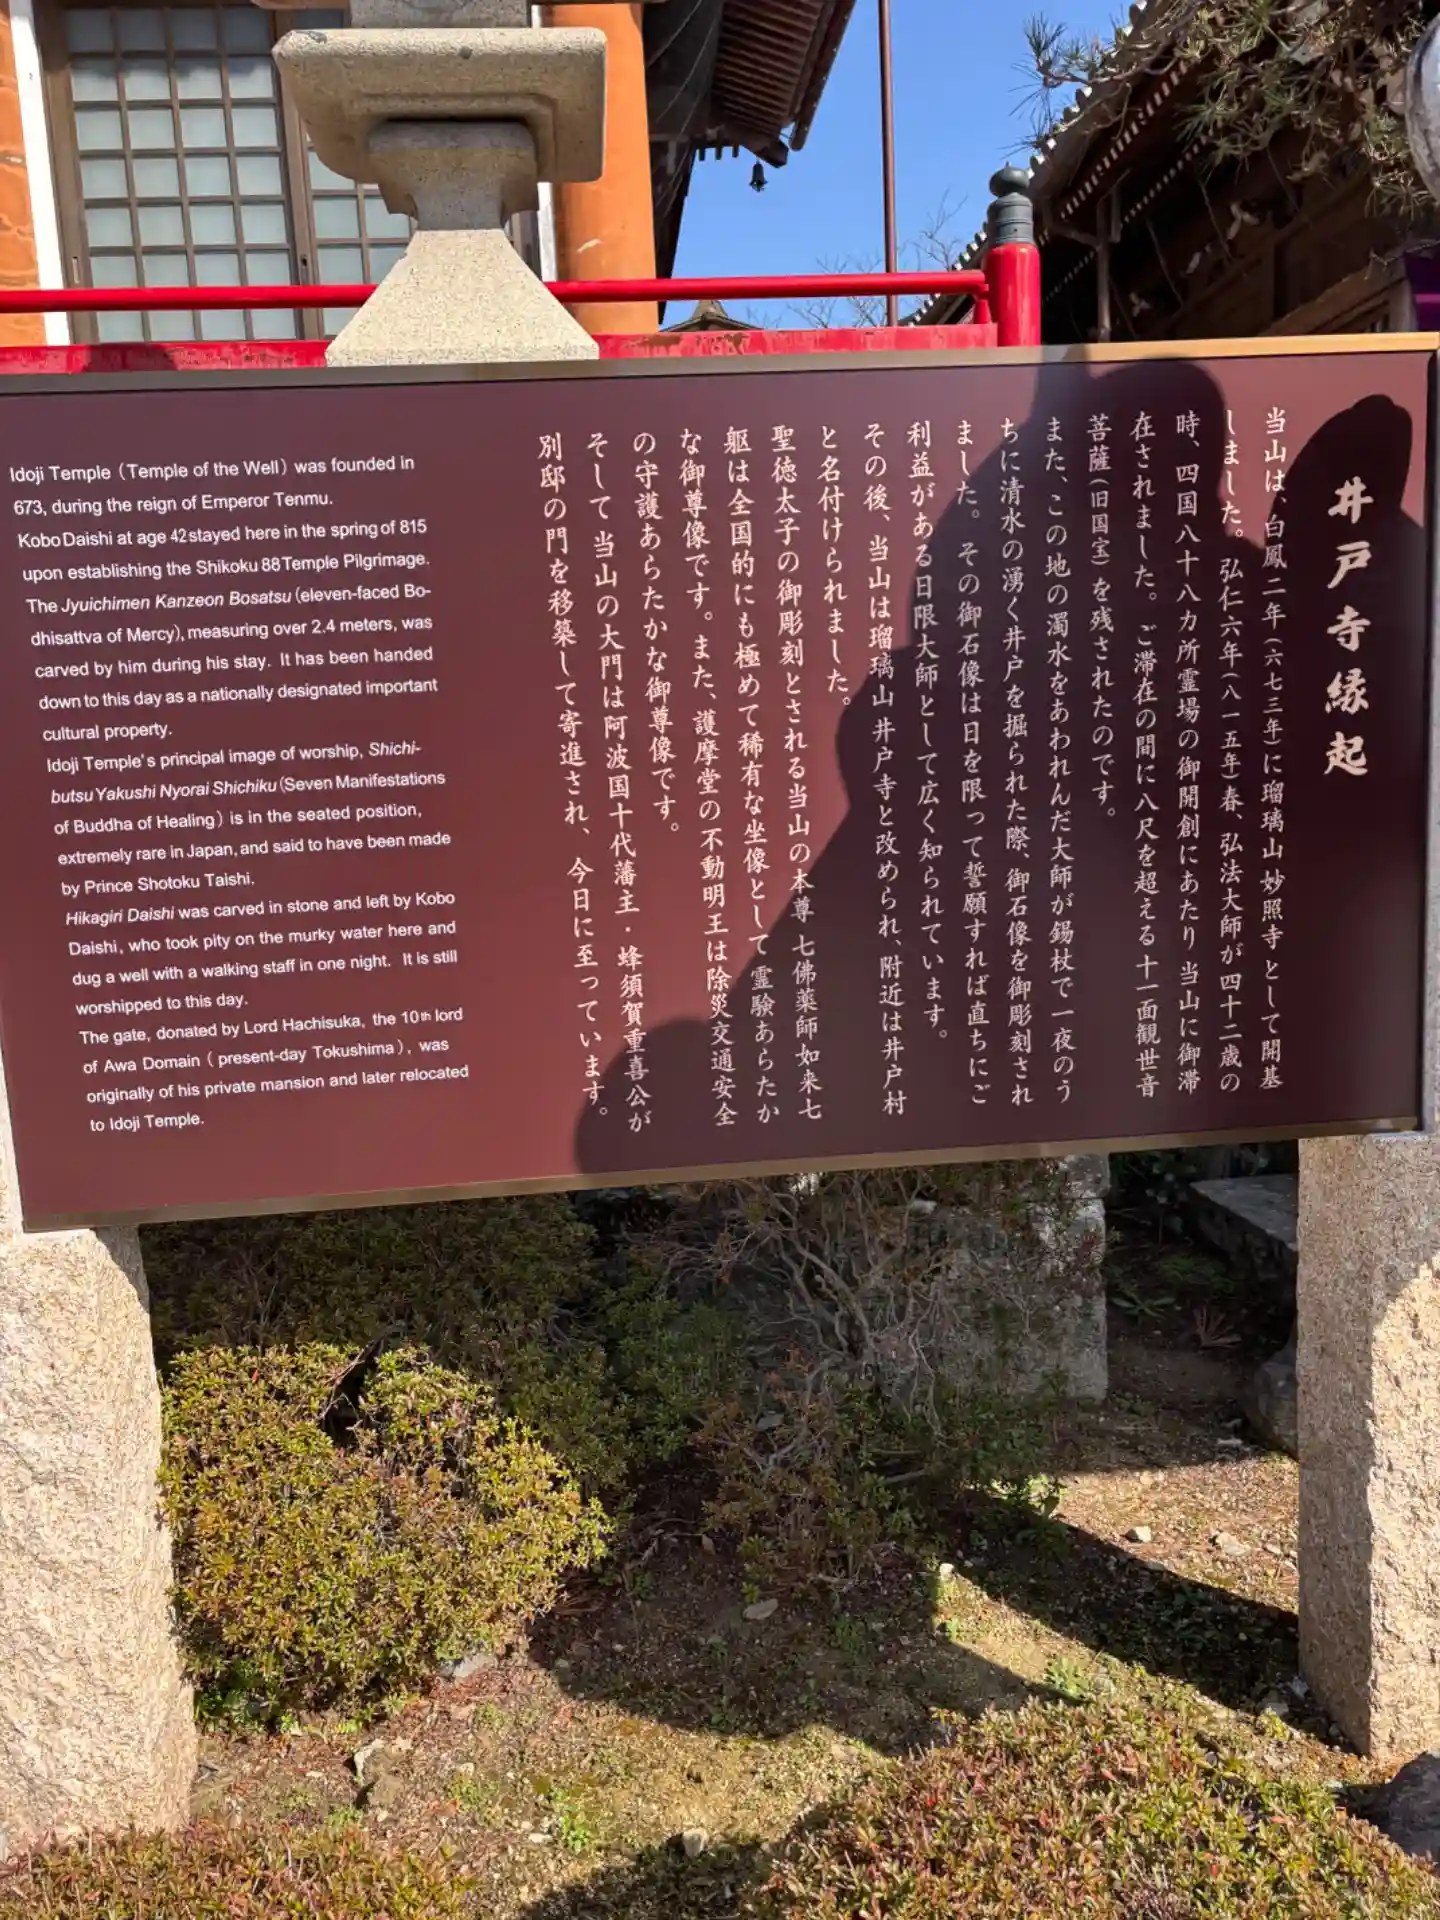 井戸寺縁起
当山は、白鳳二年（六七三年）に瑠璃山妙照寺として開基
しました。弘仁六年（八一五年）春、弘法大師が四十二歳の
時、四国八十八カ所霊場の御開創にあたり当山に御滞
在されました。ご滞在の間に八尺を超える十一面観世音
菩薩（旧国宝）を残されたのです。
また、この地の濁水をあわれんだ大師が錫杖で一夜のう
ちに清水の湧く井戸を掘られた際、御石像を御彫刻され
ました。その御石像は日を限って誓願すれば直ちにご
利益がある日限大師として広く知られています。
その後、当山は瑠璃山井戸寺と改められ、附近は井戸村
と名付けられました。
聖徳太子の御彫刻とされる当山の本尊七佛薬師如来七
躯は全国的にも極めて稀有な坐像として霊験あらたか
な御尊像です。また、護摩堂の不動明王は除災交通安全
の守護あらたかな御尊像です。
そして当山の大門は阿波国十代藩主・蜂須賀重喜公が
別邸の門を移築して寄進され、今日に至っています。
Idoji Temple (Temple of the Well) was founded in
673, during the reign of Emperor Tenmu.
Kobo Daishi at age 42 stayed here in the spring of 815
upon establishing the Shikoku 88 Temple Pilgrimage.
The Jyuichimen Kanzeon Bosatsu (eleven-faced Bo-
dhisattva of Mercy), measuring over 2.4 meters, was
carved by him during his stay. It has been handed
down to this day as a nationally designated important
cultural property.
Idoji Temple's principal image of worship, Shichi-
butsu Yakushi Nyorai Shichiku (Seven Manifestations
of Buddha of Healing) is in the seated position,
extremely rare in Japan, and said to have been made
by Prince Shotoku Taishi.
Hikagiri Daishi was carved in stone and left by Kobo
Daishi, who took pity on the murky water here and
dug a well with a walking staff in one night. It is still
worshipped to this day.
The gate, donated by Lord Hachisuka, the 10th lord
of Awa Domain ( present-day Tokushima ), was
originally of his private mansion and later relocated
to Idoji Temple.